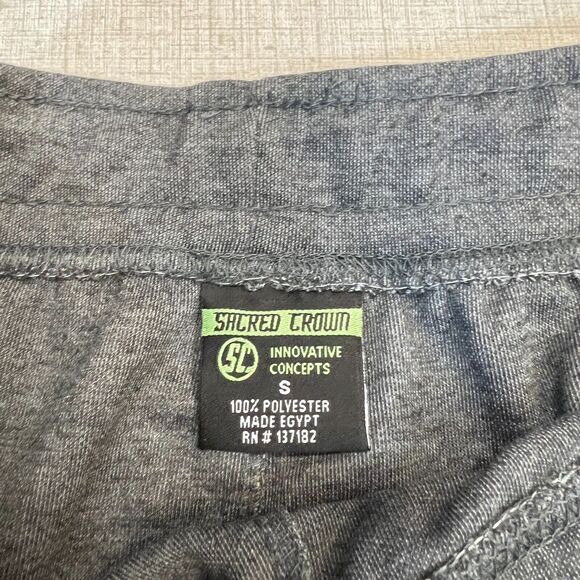 SACRED CROWN
SC
INNOVATIVE
CONCEPTS
S
100% POLYESTER
MADE EGYPT
RN # 137182